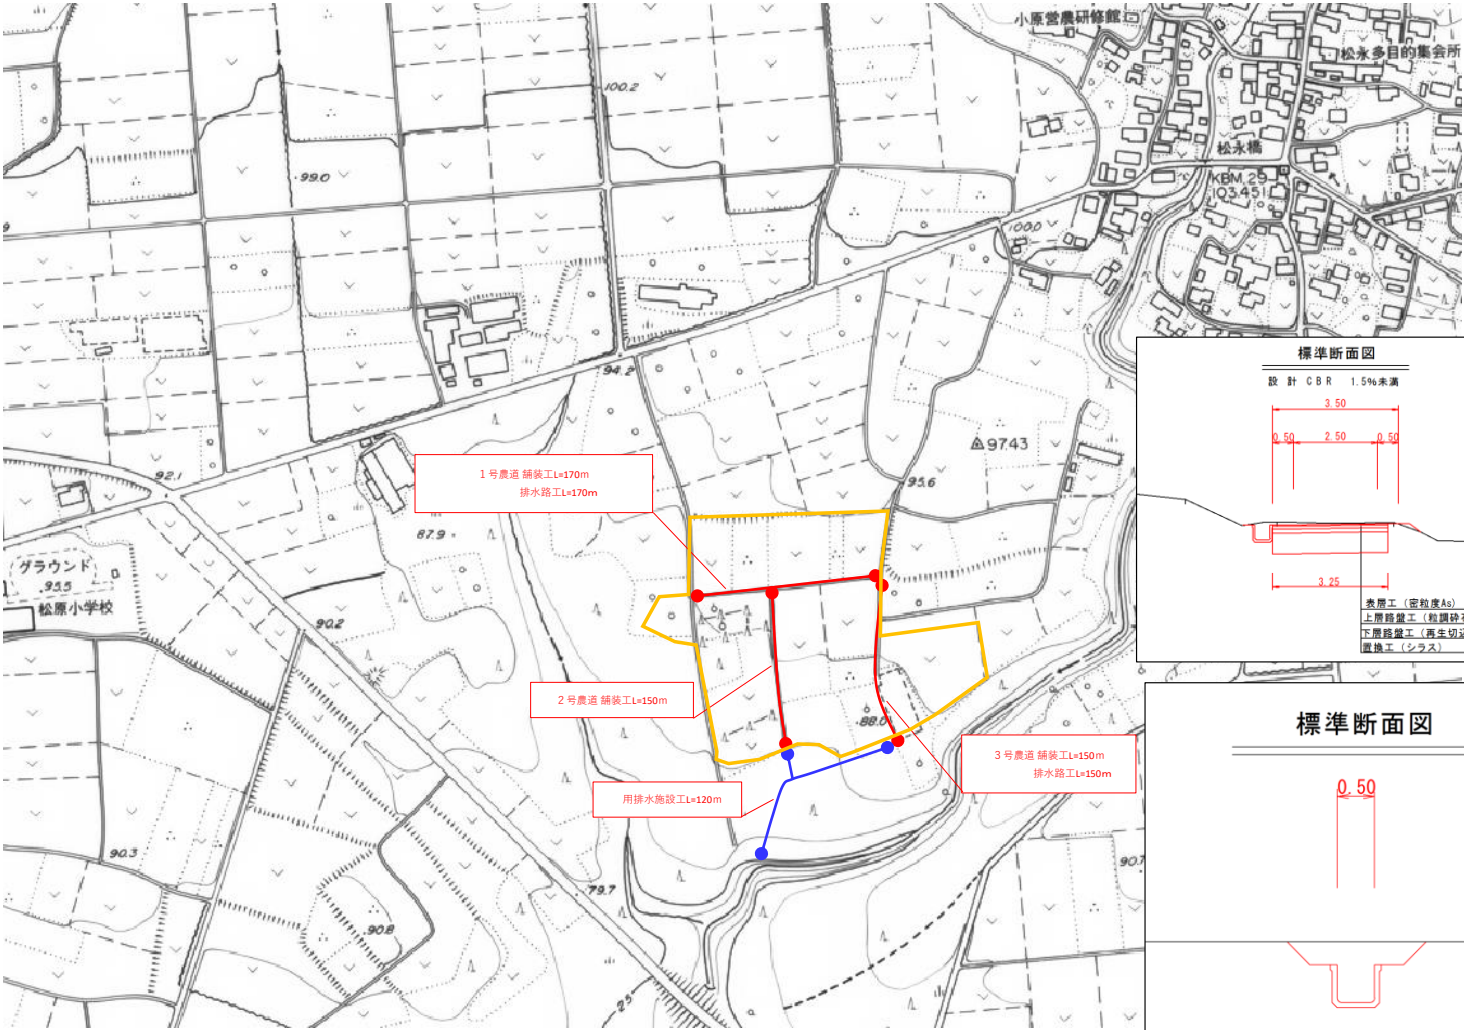 小原営農研修館
松永多目的集会所
100.2
松永橋
KBM.29
103.451
99.0
100.0
94.2
標準断面図
設 計 CBR 1.5%未満
3.50
0.50 2.50 0.50
3.25
表層工（密粒度As）
上層路盤工（粒調砕石
下層路盤工（再生切込
置換工（シラス）
97.43
95.6
92.1
1号農道 舗装工L=170m
排水路工L=170m
87.9
グラウンド
95.5
松原小学校
90.2
2号農道 舗装工L=150m
88.0
3号農道 舗装工L=150m
排水路工L=150m
用排水施設工L=120m
標準断面図
0.50
90.3
79.7
90.7
90.8
25